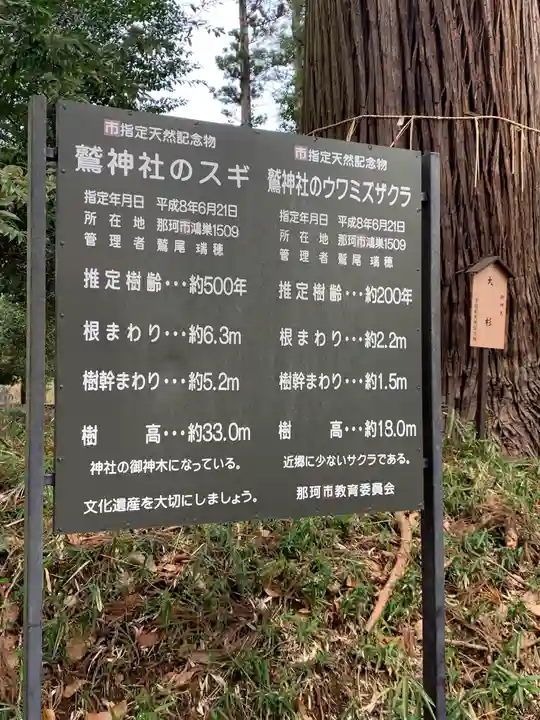 市指定天然記念物
鷲神社のスギ
指定年月日 平成8年6月21日
所在地 那珂市鴻巣1509
管理者 鷲尾 瑞穂
推定樹齢･･･約500年
根まわり･･･約6.3m
樹幹まわり･･･約5.2m
樹高･･･約33.0m
神社の御神木になっている。
文化遺産を大切にしましょう。
市指定天然記念物
鷲神社のウワミズザクラ
指定年月日 平成8年6月21日
所在地 那珂市鴻巣1509
管理者 鷲尾 瑞穂
推定樹齢･･･約200年
根まわり･･･約2.2m
樹幹まわり･･･約1.5m
樹高･･･約18.0m
近郷に少ないサクラである。
那珂市教育委員会
大杉